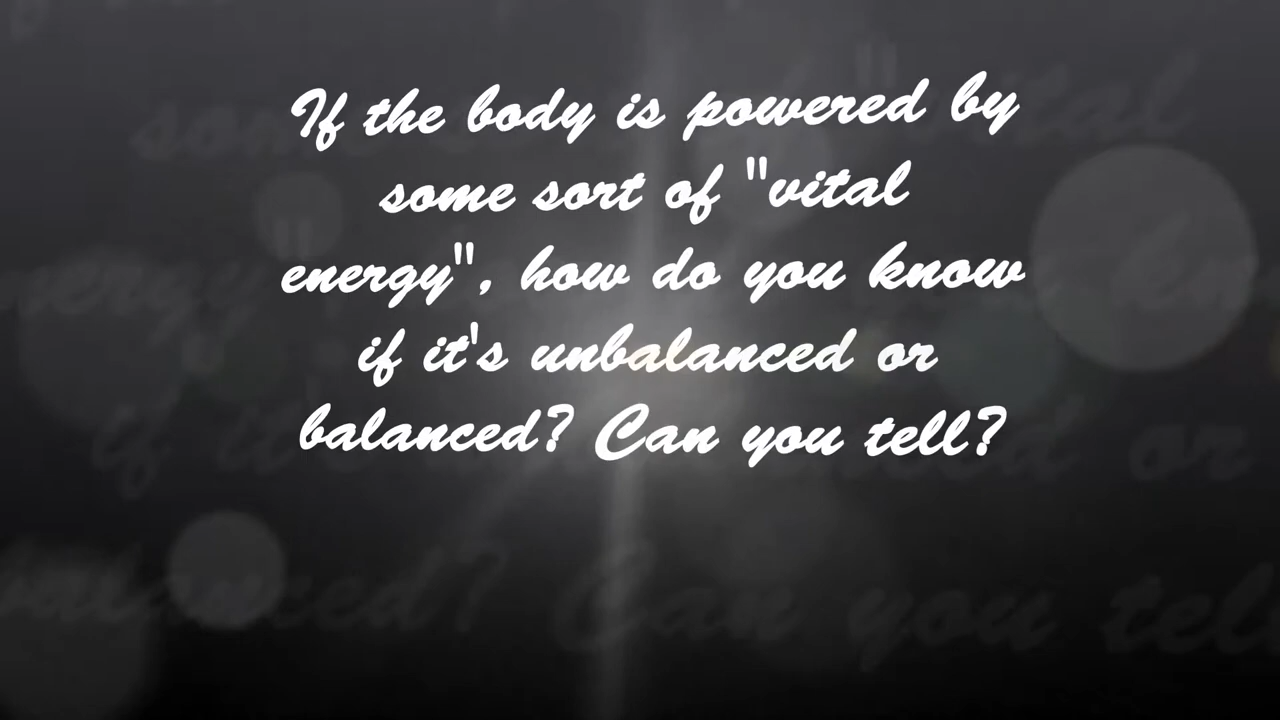 If the body is powered by
some sort of "vital
energy", how do you know
if it's unbalanced or
balanced? Can you tell?